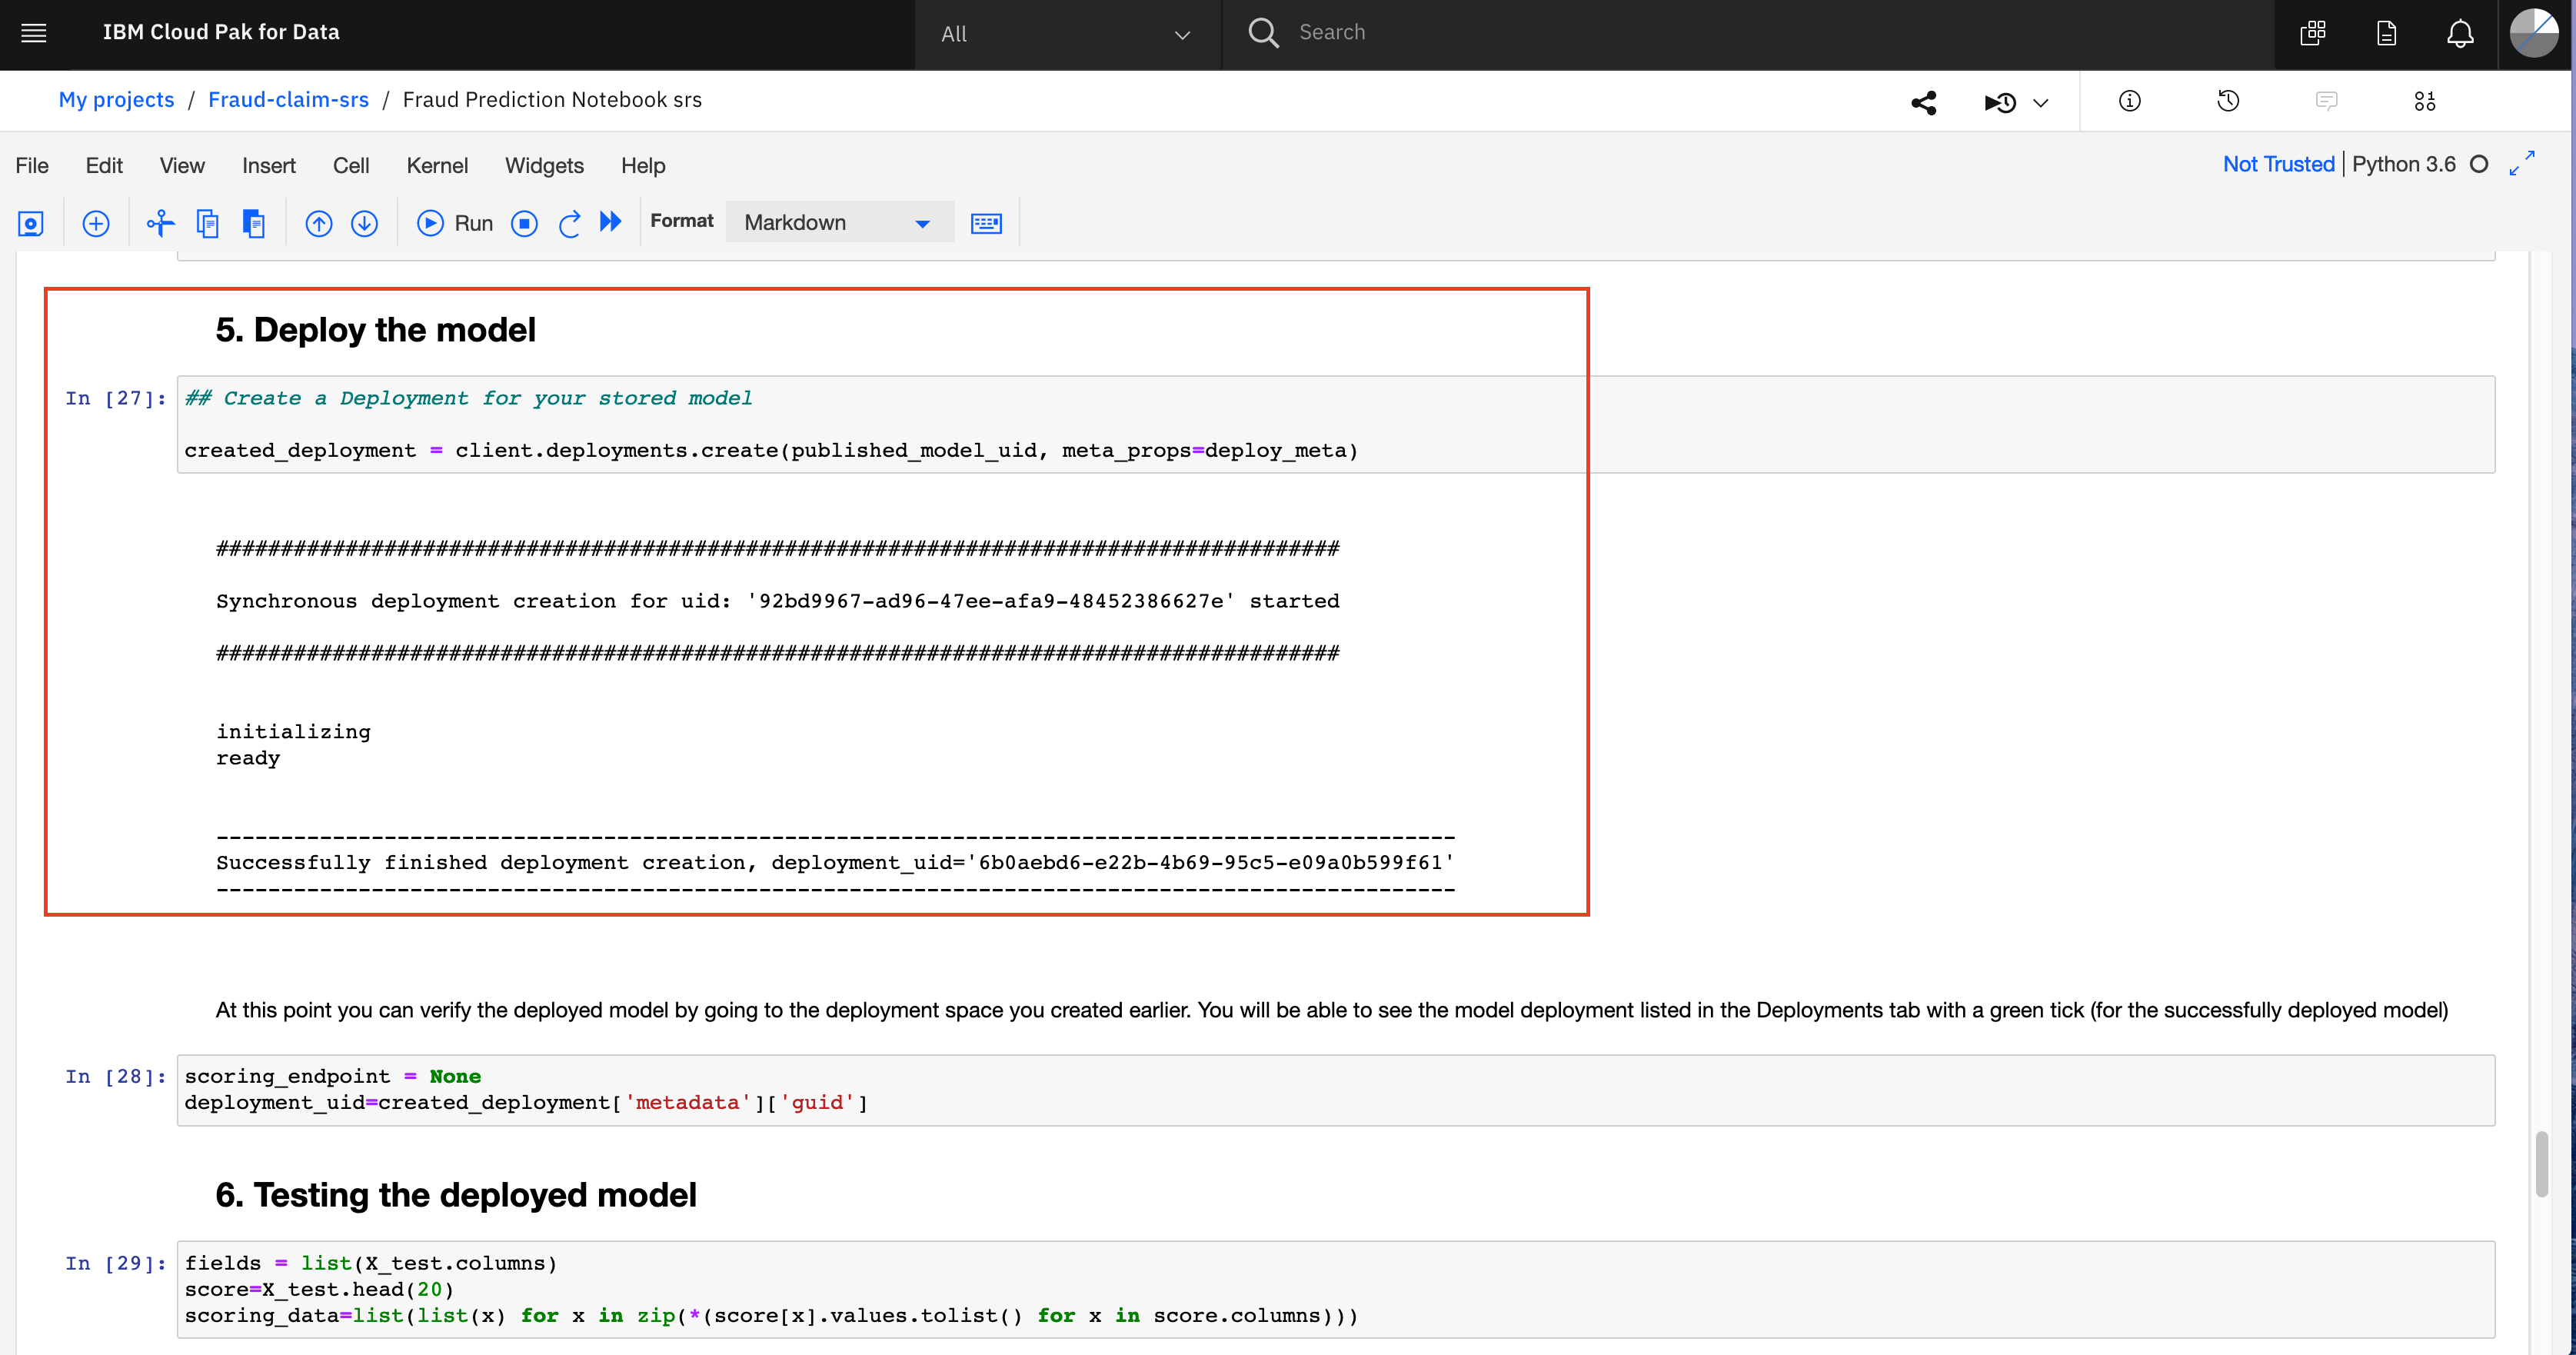 IBM Cloud Pak for Data
All
Search
My projects / Fraud-claim-srs / Fraud Prediction Notebook srs
File Edit View Insert Cell Kernel Widgets Help
Not Trusted Python 3.6
Run Format Markdown
5. Deploy the model
In [27]: ## Create a Deployment for your stored model
created_deployment = client.deployments.create(published_model_uid, meta_props=deploy_meta)
#######################################################################################
Synchronous deployment creation for uid: '92bd9967-ad96-47ee-afa9-48452386627e' started
#######################################################################################
initializing
ready
------------------------------------------------------------------------------------------------
Successfully finished deployment creation, deployment_uid='6b0aebd6-e22b-4b69-95c5-e09a0b599f61'
------------------------------------------------------------------------------------------------
At this point you can verify the deployed model by going to the deployment space you created earlier. You will be able to see the model deployment listed in the Deployments tab with a green tick (for the successfully deployed model)
In [28]: scoring_endpoint = None
deployment_uid=created_deployment['metadata']['guid']
6. Testing the deployed model
In [29]: fields = list(X_test.columns)
score=X_test.head(20)
scoring_data=list(list(x) for x in zip(*(score[x].values.tolist() for x in score.columns)))